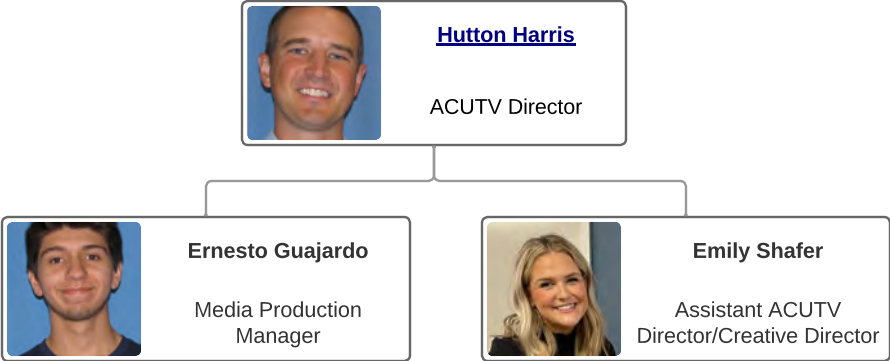 Hutton Harris
ACUTV Director
Ernesto Guajardo
Media Production
Manager
Emily Shafer
Assistant ACUTV
Director/Creative Director